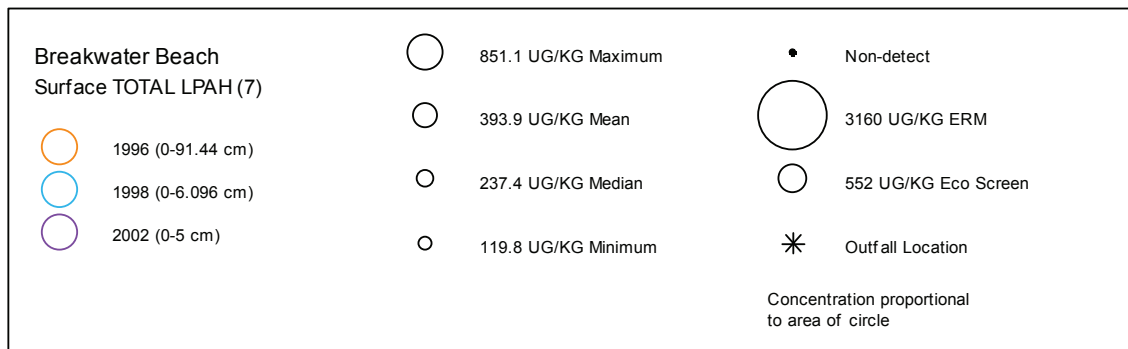 Breakwater Beach
Surface TOTAL LPAH (7)
1996 (0-91.44 cm)
1998 (0-6.096 cm)
2002 (0-5 cm)
851.1 UG/KG Maximum
393.9 UG/KG Mean
237.4 UG/KG Median
119.8 UG/KG Minimum
Non-detect
3160 UG/KG ERM
552 UG/KG Eco Screen
Outfall Location
Concentration proportional
to area of circle